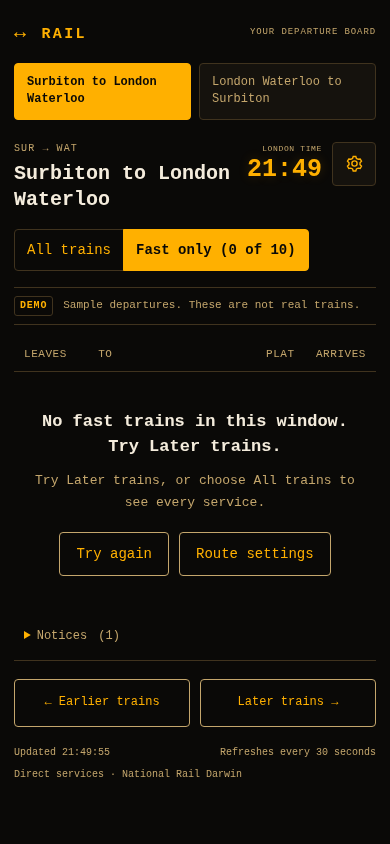 ↔ RAIL
YOUR DEPARTURE BOARD
Surbiton to London
Waterloo
London Waterloo to
Surbiton
SUR → WAT
Surbiton to London
Waterloo
LONDON TIME
21:49
All trains
Fast only (0 of 10)
DEMO Sample departures. These are not real trains.
LEAVES TO PLAT ARRIVES
No fast trains in this window.
Try Later trains.
Try Later trains, or choose All trains to
see every service.
Try again
Route settings
Notices (1)
← Earlier trains
Later trains →
Updated 21:49:55
Refreshes every 30 seconds
Direct services · National Rail Darwin